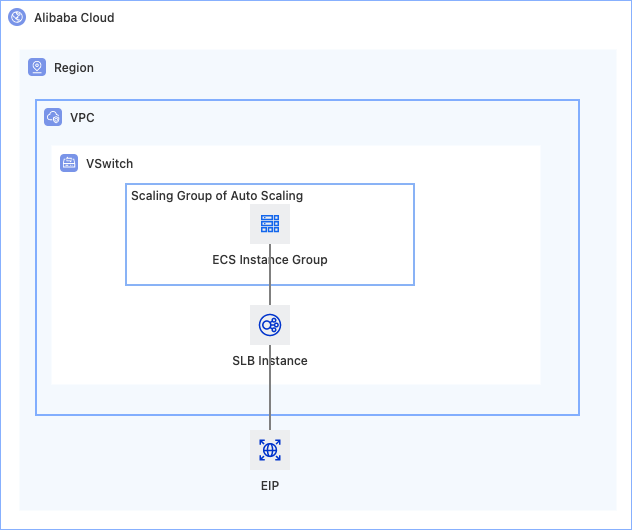 Alibaba Cloud
Region
VPC
VSwitch
Scaling Group of Auto Scaling
ECS Instance Group
SLB Instance
EIP